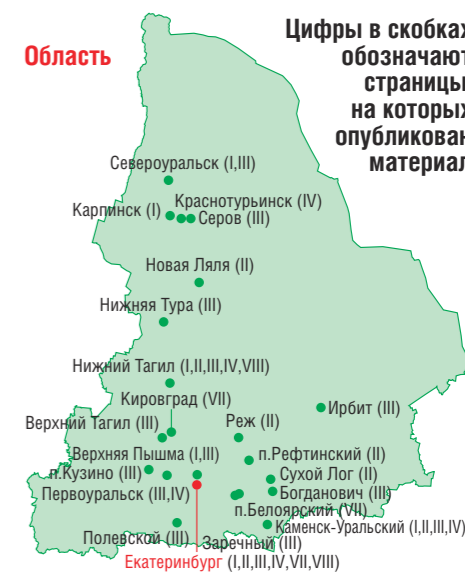 Область
Цифры в скобках
обозначают
страницы,
на которых
опубликован
материал
Североуральск (I,III)
Краснотурьинск (IV)
Карпинск (I)
Серов (III)
Новая Ляля (II)
Нижняя Тура (III)
Нижний Тагил (I,II,III,IV,VIII)
Кировград (VII)
Ирбит (III)
Верхний Тагил (III)
Реж (II)
Верхняя Пышма (I,III)
п.Рефтинский (II)
п.Кузино (III)
Сухой Лог (II)
Первоуральск (III,IV)
Богданович (III)
п.Белоярский (VII)
Каменск-Уральский (I,II,III,IV)
Полевской (III)
Заречный (III)
Екатеринбург (I,II,III,IV,VII,VIII)